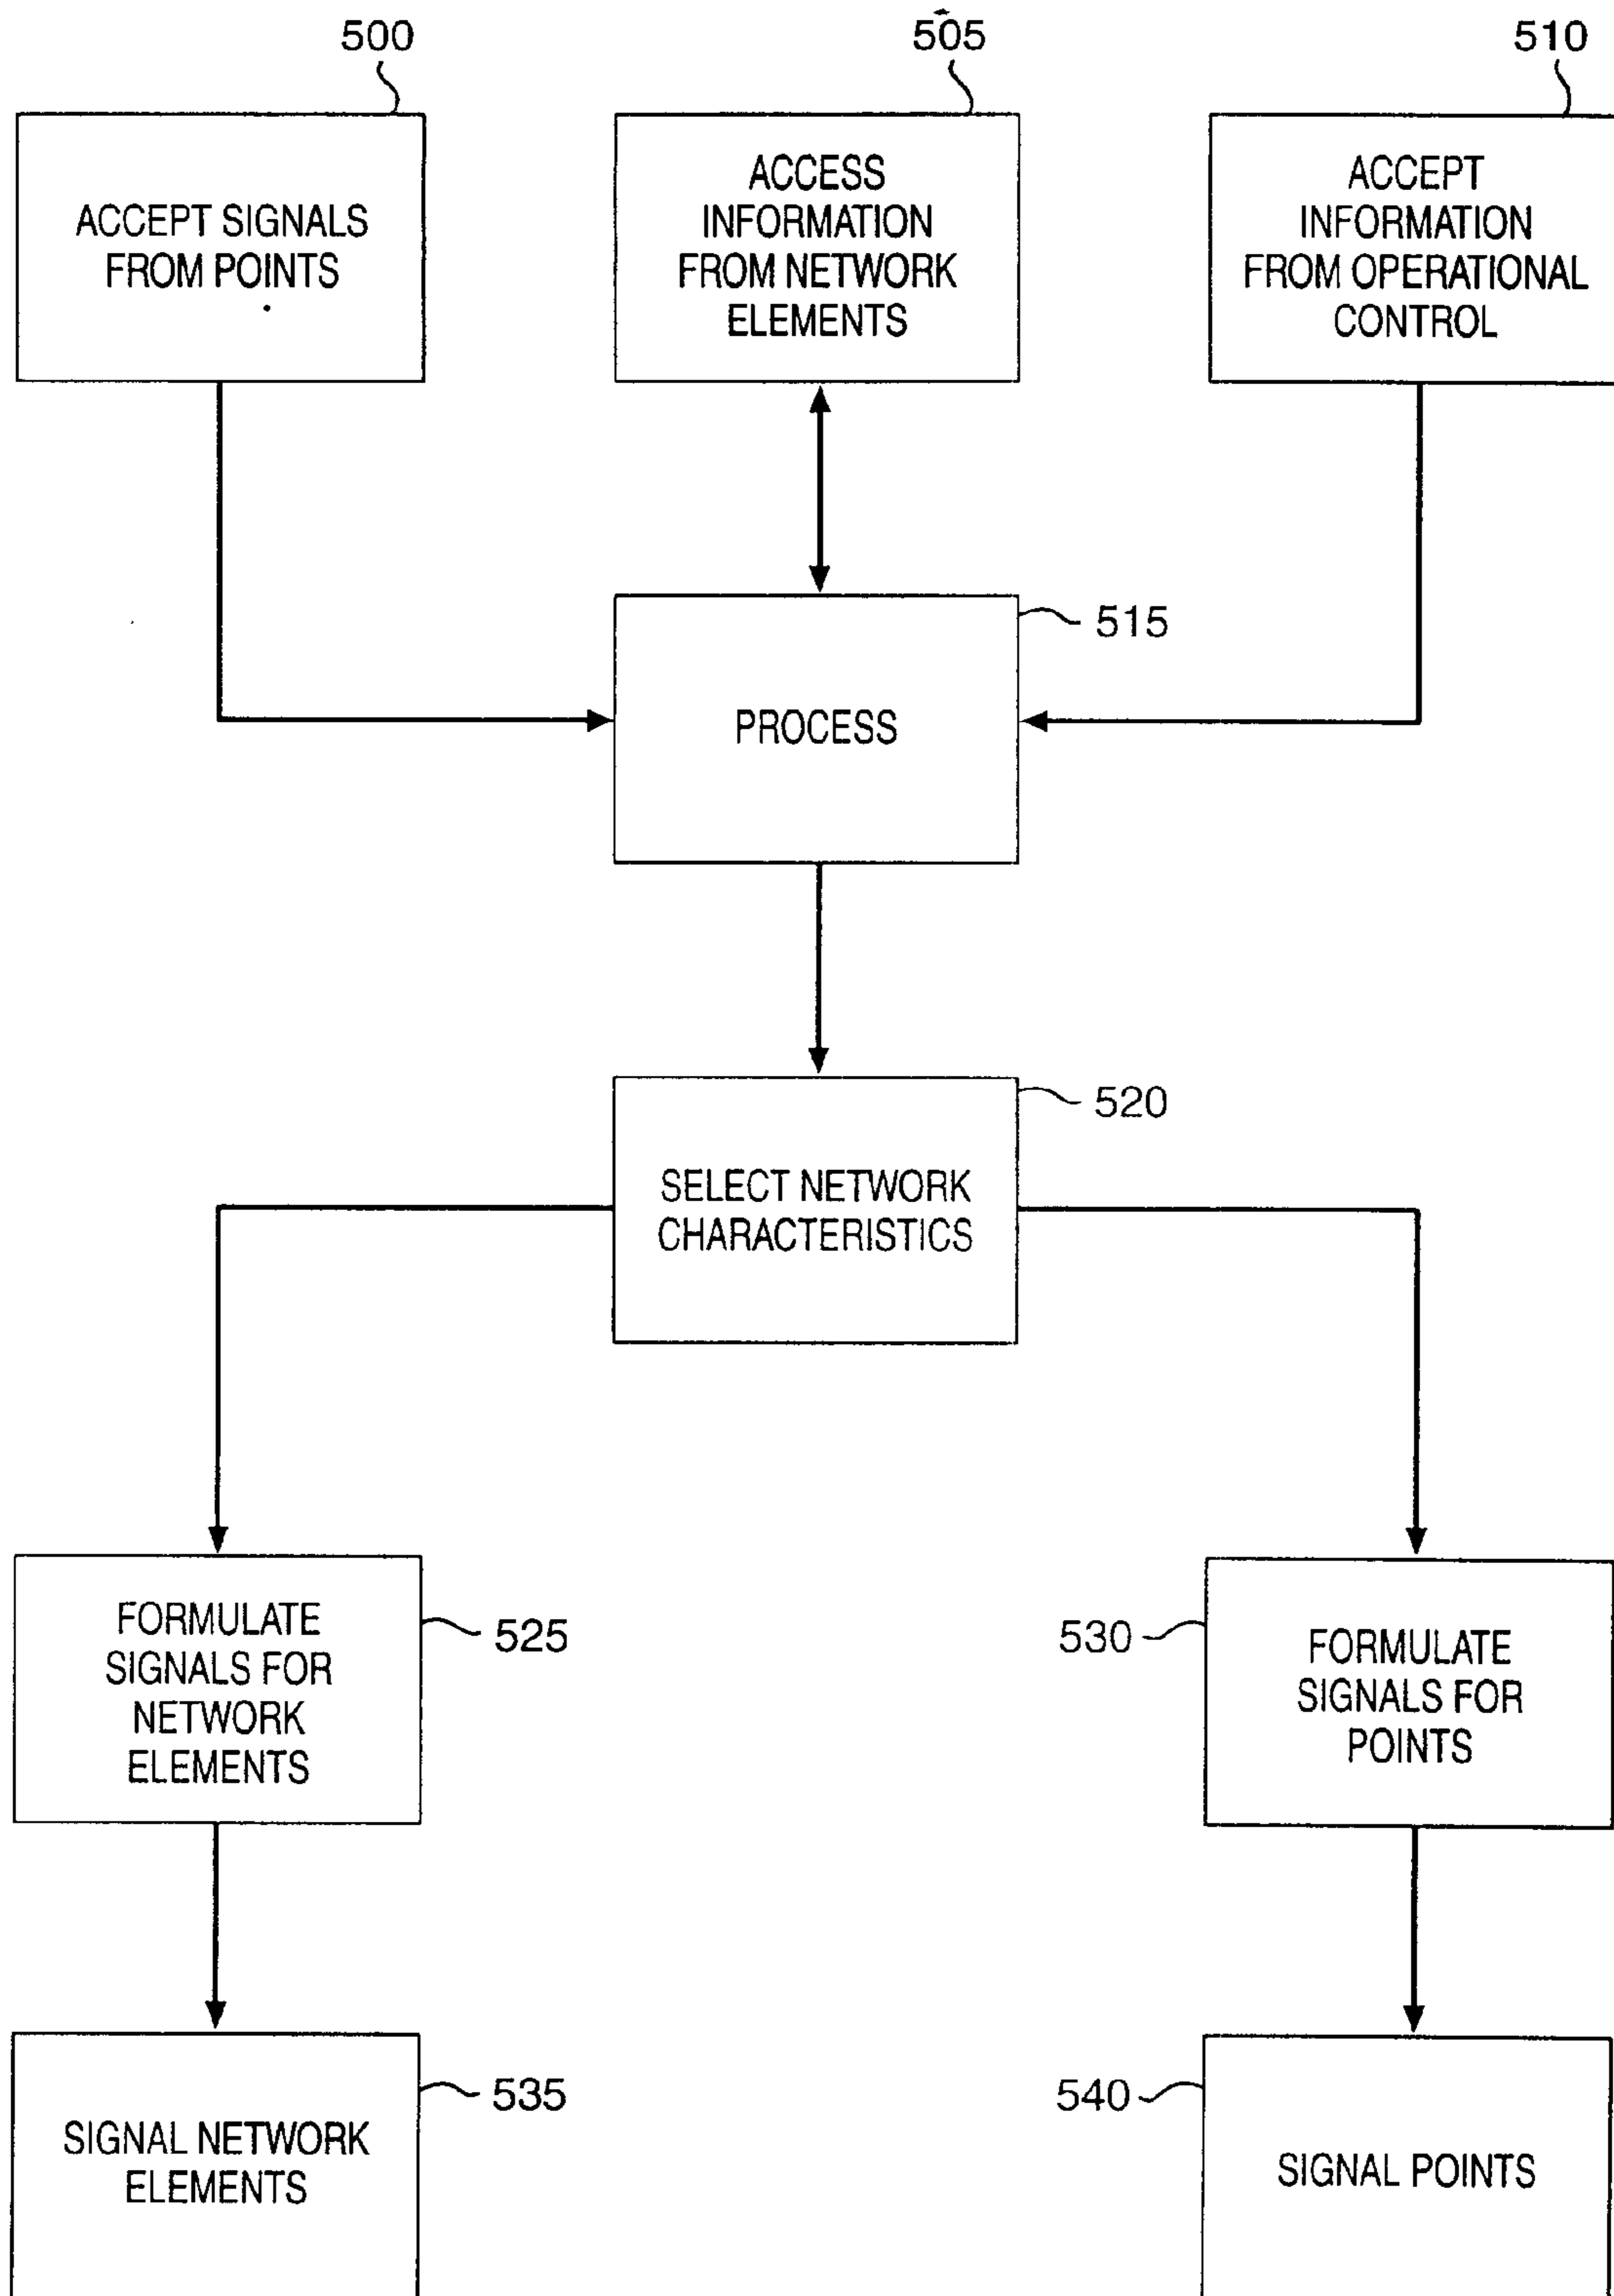 500
505
510
ACCEPT SIGNALS
FROM POINTS
ACCESS
INFORMATION
FROM NETWORK
ELEMENTS
ACCEPT
INFORMATION
FROM OPERATIONAL
CONTROL
515
PROCESS
520
SELECT NETWORK
CHARACTERISTICS
FORMULATE
SIGNALS FOR
NETWORK
ELEMENTS
525
530
FORMULATE
SIGNALS FOR
POINTS
535
SIGNAL NETWORK
ELEMENTS
540
SIGNAL POINTS